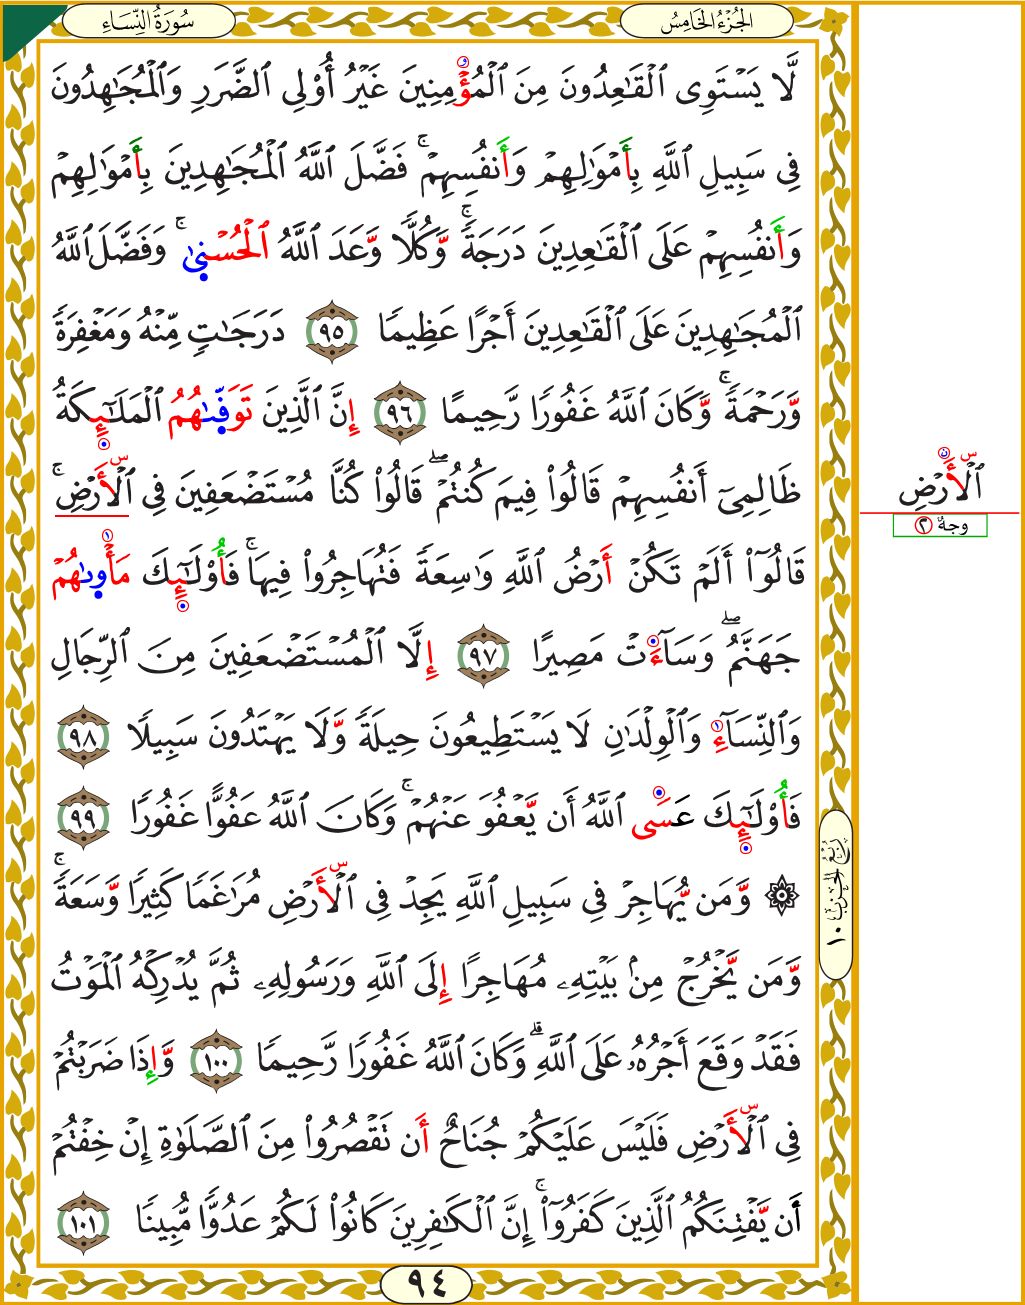 سُورَةُ النِّسَاءِ
الجُزْءُ الخَامِسُ
لَّا يَسْتَوِى ٱلْقَٰعِدُونَ مِنَ ٱلْمُؤْمِنِينَ غَيْرُ أُو۟لِى ٱلضَّرَرِ وَٱلْمُجَٰهِدُونَ
فِى سَبِيلِ ٱللَّهِ بِأَمْوَٰلِهِمْ وَأَنفُسِهِمْ ۚ فَضَّلَ ٱللَّهُ ٱلْمُجَٰهِدِينَ بِأَمْوَٰلِهِمْ
وَأَنفُسِهِمْ عَلَى ٱلْقَٰعِدِينَ دَرَجَةً ۚ وَّكُلًّا وَّعَدَ ٱللَّهُ ٱلْحُسْنِىٰ ۚ وَفَضَّلَ ٱللَّهُ
ٱلْمُجَٰهِدِينَ عَلَى ٱلْقَٰعِدِينَ أَجْرًا عَظِيمًا ٩٥ دَرَجَٰتٍ مِّنْهُ وَمَغْفِرَةً
وَّرَحْمَةً ۚ وَّكَانَ ٱللَّهُ غَفُورًا رَّحِيمًا ٩٦ إِنَّ ٱلَّذِينَ تَوَفِّىٰهُمُ ٱلْمَلَٰٓئِكَةُ
ظَالِمِىٓ أَنفُسِهِمْ قَالُوا۟ فِيمَ كُنتُمْ ۖ قَالُوا۟ كُنَّا مُسْتَضْعَفِينَ فِى ٱلْأَرْضِ ۚ
قَالُوٓا۟ أَلَمْ تَكُنْ أَرْضُ ٱللَّهِ وَٰسِعَةً فَتُهَاجِرُوا۟ فِيهَا ۚ فَأُو۟لَٰٓئِكَ مَأْوِىٰهُمْ
جَهَنَّمُ ۖ وَسَآءَتْ مَصِيرًا ٩٧ إِلَّا ٱلْمُسْتَضْعَفِينَ مِنَ ٱلرِّجَالِ
وَٱلنِّسَآءِ وَٱلْوِلْدَٰنِ لَا يَسْتَطِيعُونَ حِيلَةً وَّلَا يَهْتَدُونَ سَبِيلًا ٩٨
فَأُو۟لَٰٓئِكَ عَسَى ٱللَّهُ أَن يَّعْفُوَ عَنْهُمْ ۚ وَكَانَ ٱللَّهُ عَفُوًّا غَفُورًا ٩٩
۞ وَّمَن يُّهَاجِرْ فِى سَبِيلِ ٱللَّهِ يَجِدْ فِى ٱلْأَرْضِ مُرَٰغَمًا كَثِيرًا وَّسَعَةً ۚ
وَّمَن يَّخْرُجْ مِنۢ بَيْتِهِۦ مُهَاجِرًا إِلَى ٱللَّهِ وَرَسُولِهِۦ ثُمَّ يُدْرِكْهُ ٱلْمَوْتُ
فَقَدْ وَقَعَ أَجْرُهُۥ عَلَى ٱللَّهِ ۗ وَّكَانَ ٱللَّهُ غَفُورًا رَّحِيمًا ١٠٠ وَّإِذَا ضَرَبْتُمْ
فِى ٱلْأَرْضِ فَلَيْسَ عَلَيْكُمْ جُنَاحٌ أَن تَقْصُرُوا۟ مِنَ ٱلصَّلَوٰةِ إِنْ خِفْتُمْ
أَن يَّفْتِنَكُمُ ٱلَّذِينَ كَفَرُوٓا۟ ۚ إِنَّ ٱلْكَٰفِرِينَ كَانُوا۟ لَكُمْ عَدُوًّا مُّبِينًا ١٠١
ٱلْأَرْضِ
وجهٌ ٢
رُبْعُ الحِزْبِ ١٠
٩٤